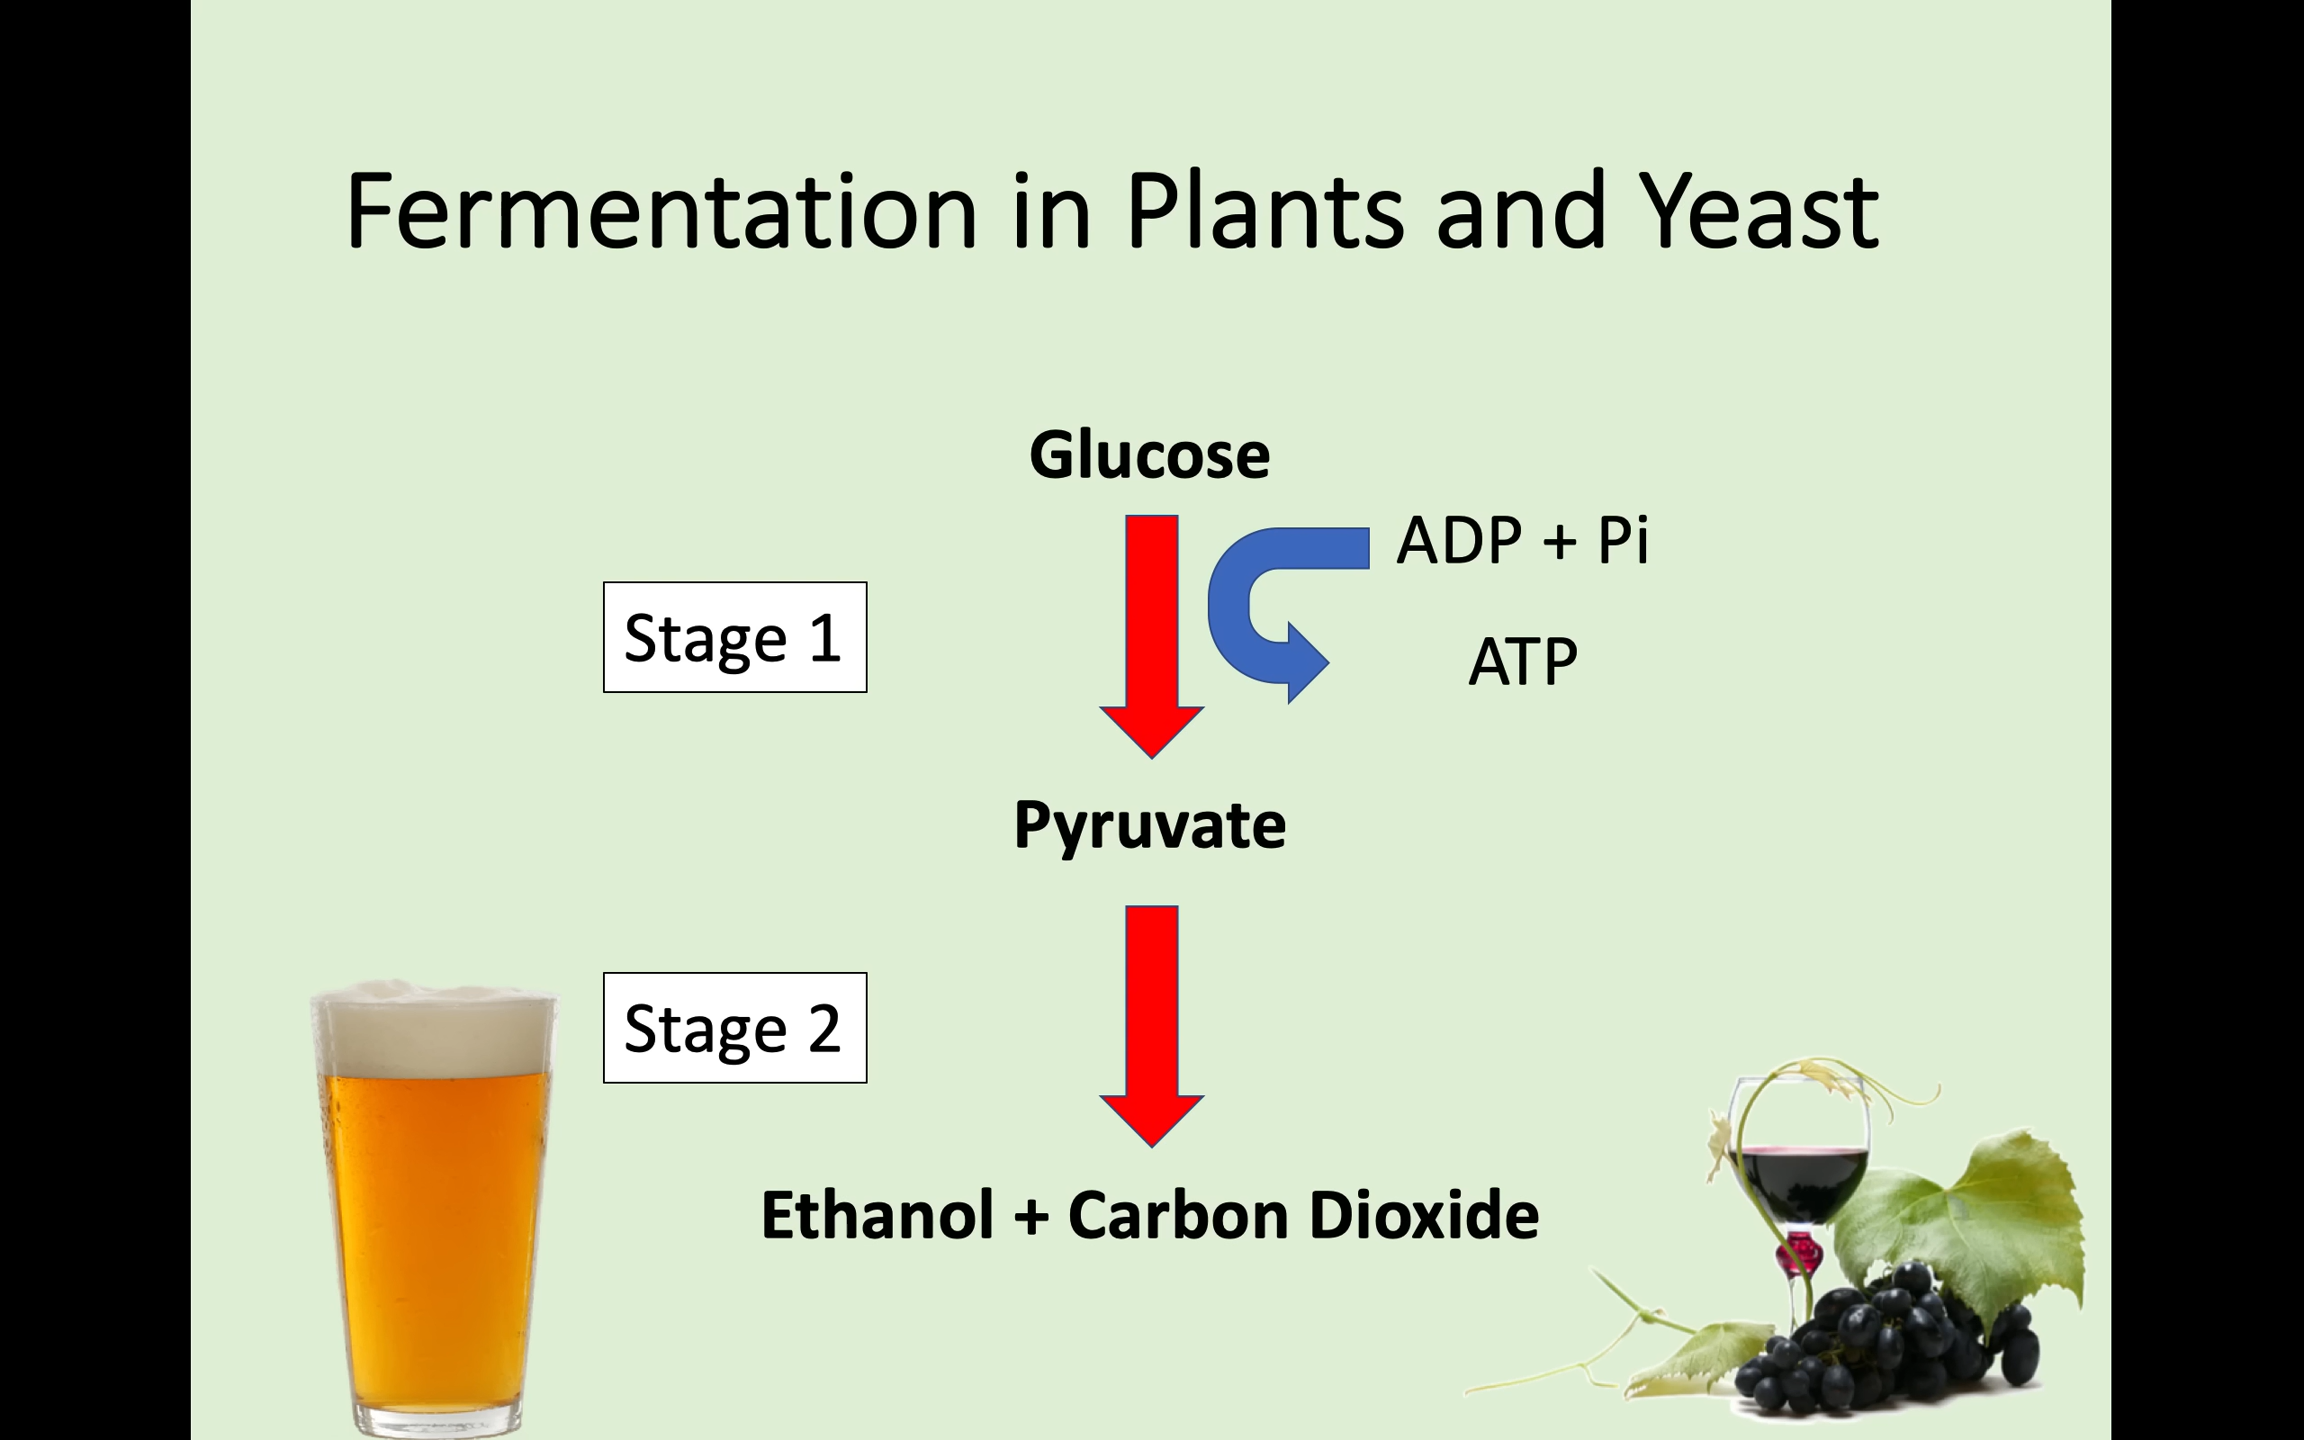 Fermentation in Plants and Yeast
Glucose
ADP + Pi
Stage 1
ATP
Pyruvate
Stage 2
Ethanol + Carbon Dioxide